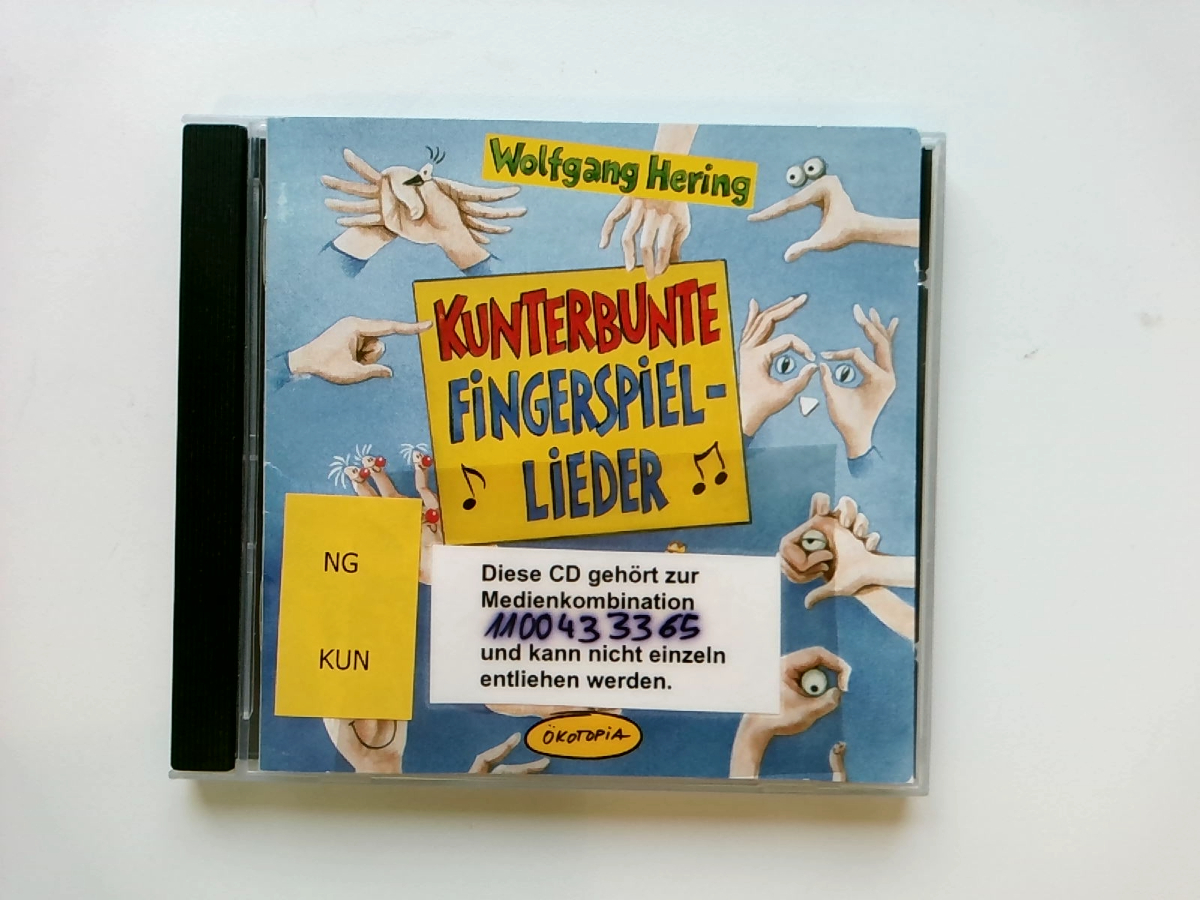 Wolfgang Hering
KUNTERBUNTE
FiNGERSPiEL-
LiEDER
NG
KUN
Diese CD gehört zur
Medienkombination
1100433365
und kann nicht einzeln
entliehen werden.
ÖKOTOPiA